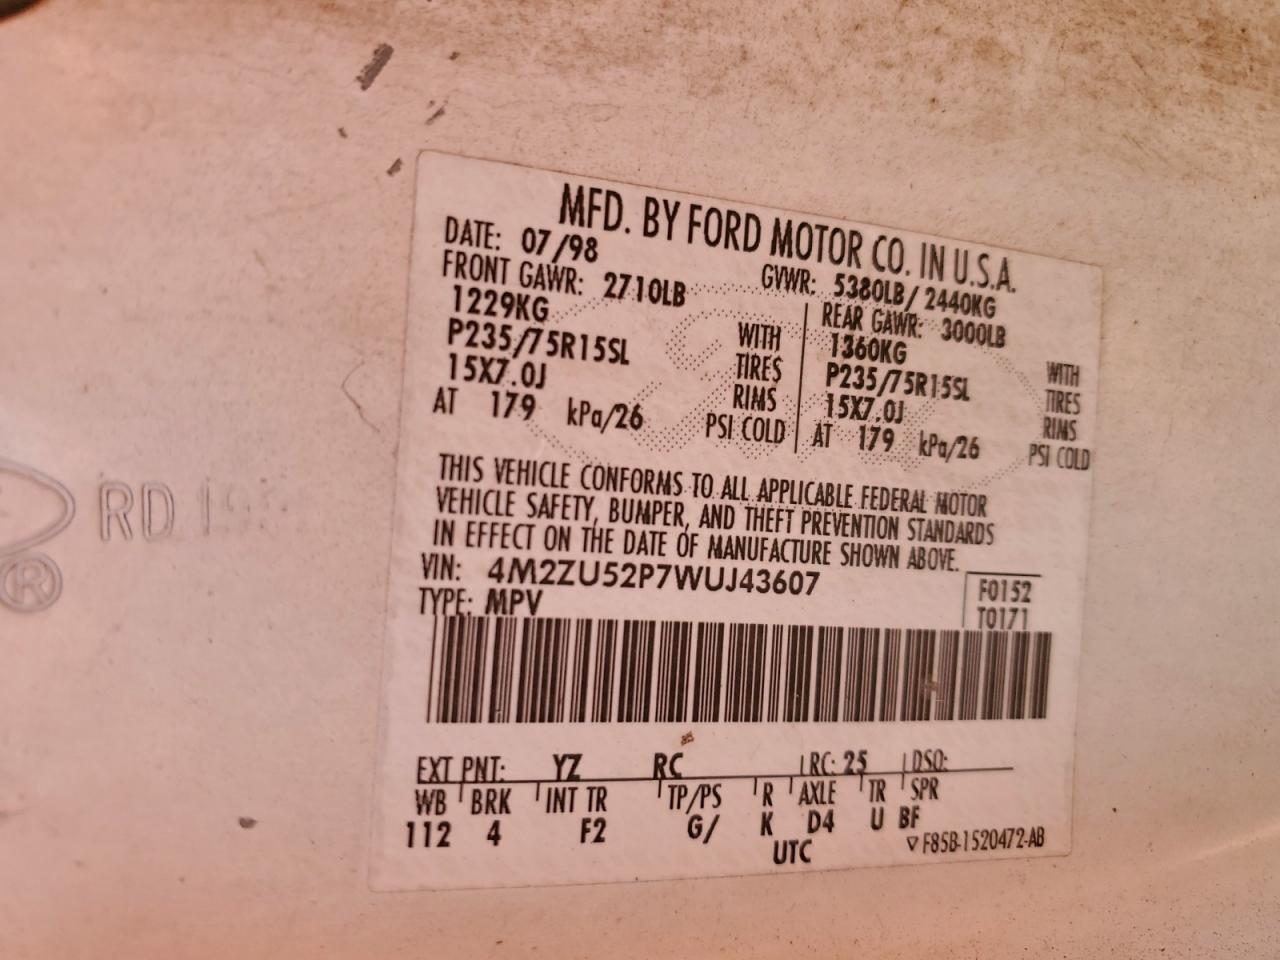 MFD. BY FORD MOTOR CO. IN U.S.A.
DATE: 07/98 GVWR: 5380LB/ 2440KG
FRONT GAWR: 2710LB REAR GAWR: 3000LB
1229KG WITH 1360KG WITH
P235/75R15SL TIRES P235/75R15SL TIRES
15X7.0J RIMS 15X7.0J RIMS
AT 179 kPa/26 PSI COLD AT 179 kPa/26 PSI COLD
THIS VEHICLE CONFORMS TO ALL APPLICABLE FEDERAL MOTOR
VEHICLE SAFETY, BUMPER, AND THEFT PREVENTION STANDARDS
IN EFFECT ON THE DATE OF MANUFACTURE SHOWN ABOVE.
VIN: 4M2ZU52P7WUJ43607 F0152
TYPE: MPV T0171
EXT PNT: YZ RC RC: 25 DSO:
WB BRK INT TR TP/PS R AXLE TR SPR
112 4 F2 G/ K D4 U BF
UTC ▽ F85B-1520472-AB
RD
®